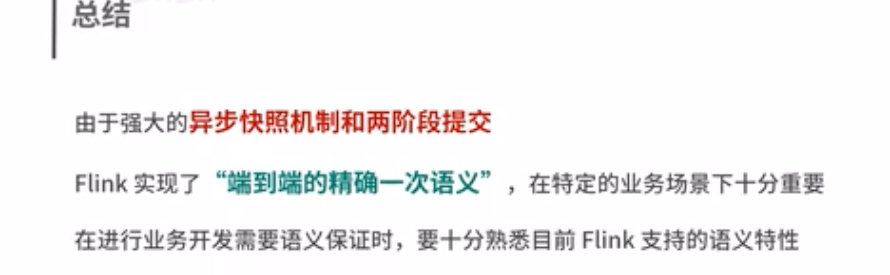 总结
由于强大的异步快照机制和两阶段提交
Flink 实现了“端到端的精确一次语义”，在特定的业务场景下十分重要
在进行业务开发需要语义保证时，要十分熟悉目前 Flink 支持的语义特性